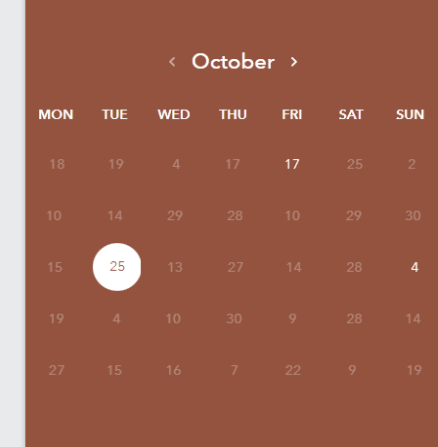 ‹ October ›
MON TUE WED THU FRI SAT SUN
18 19 4 17 17 25 2
10 14 29 28 10 29 30
15 25 13 27 14 28 4
19 4 10 30 9 28 14
27 15 16 7 22 9 19